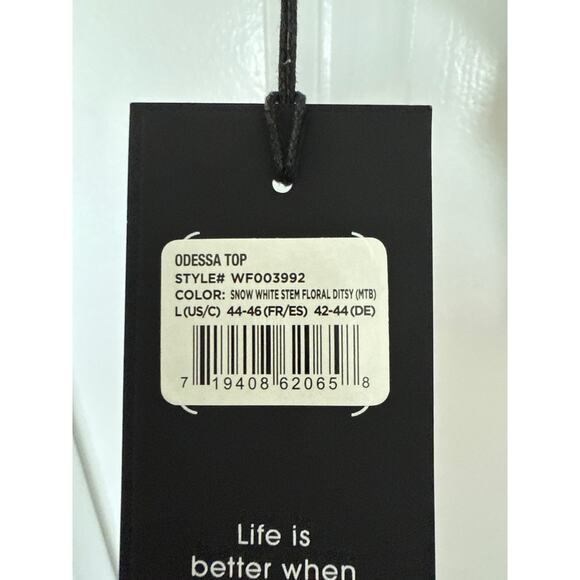 ODESSA TOP
STYLE# WF003992
COLOR: SNOW WHITE STEM FLORAL DITSY (MTB)
L(US/C) 44-46(FR/ES) 42-44(DE)
7 19408 62065 8
Life is
better when